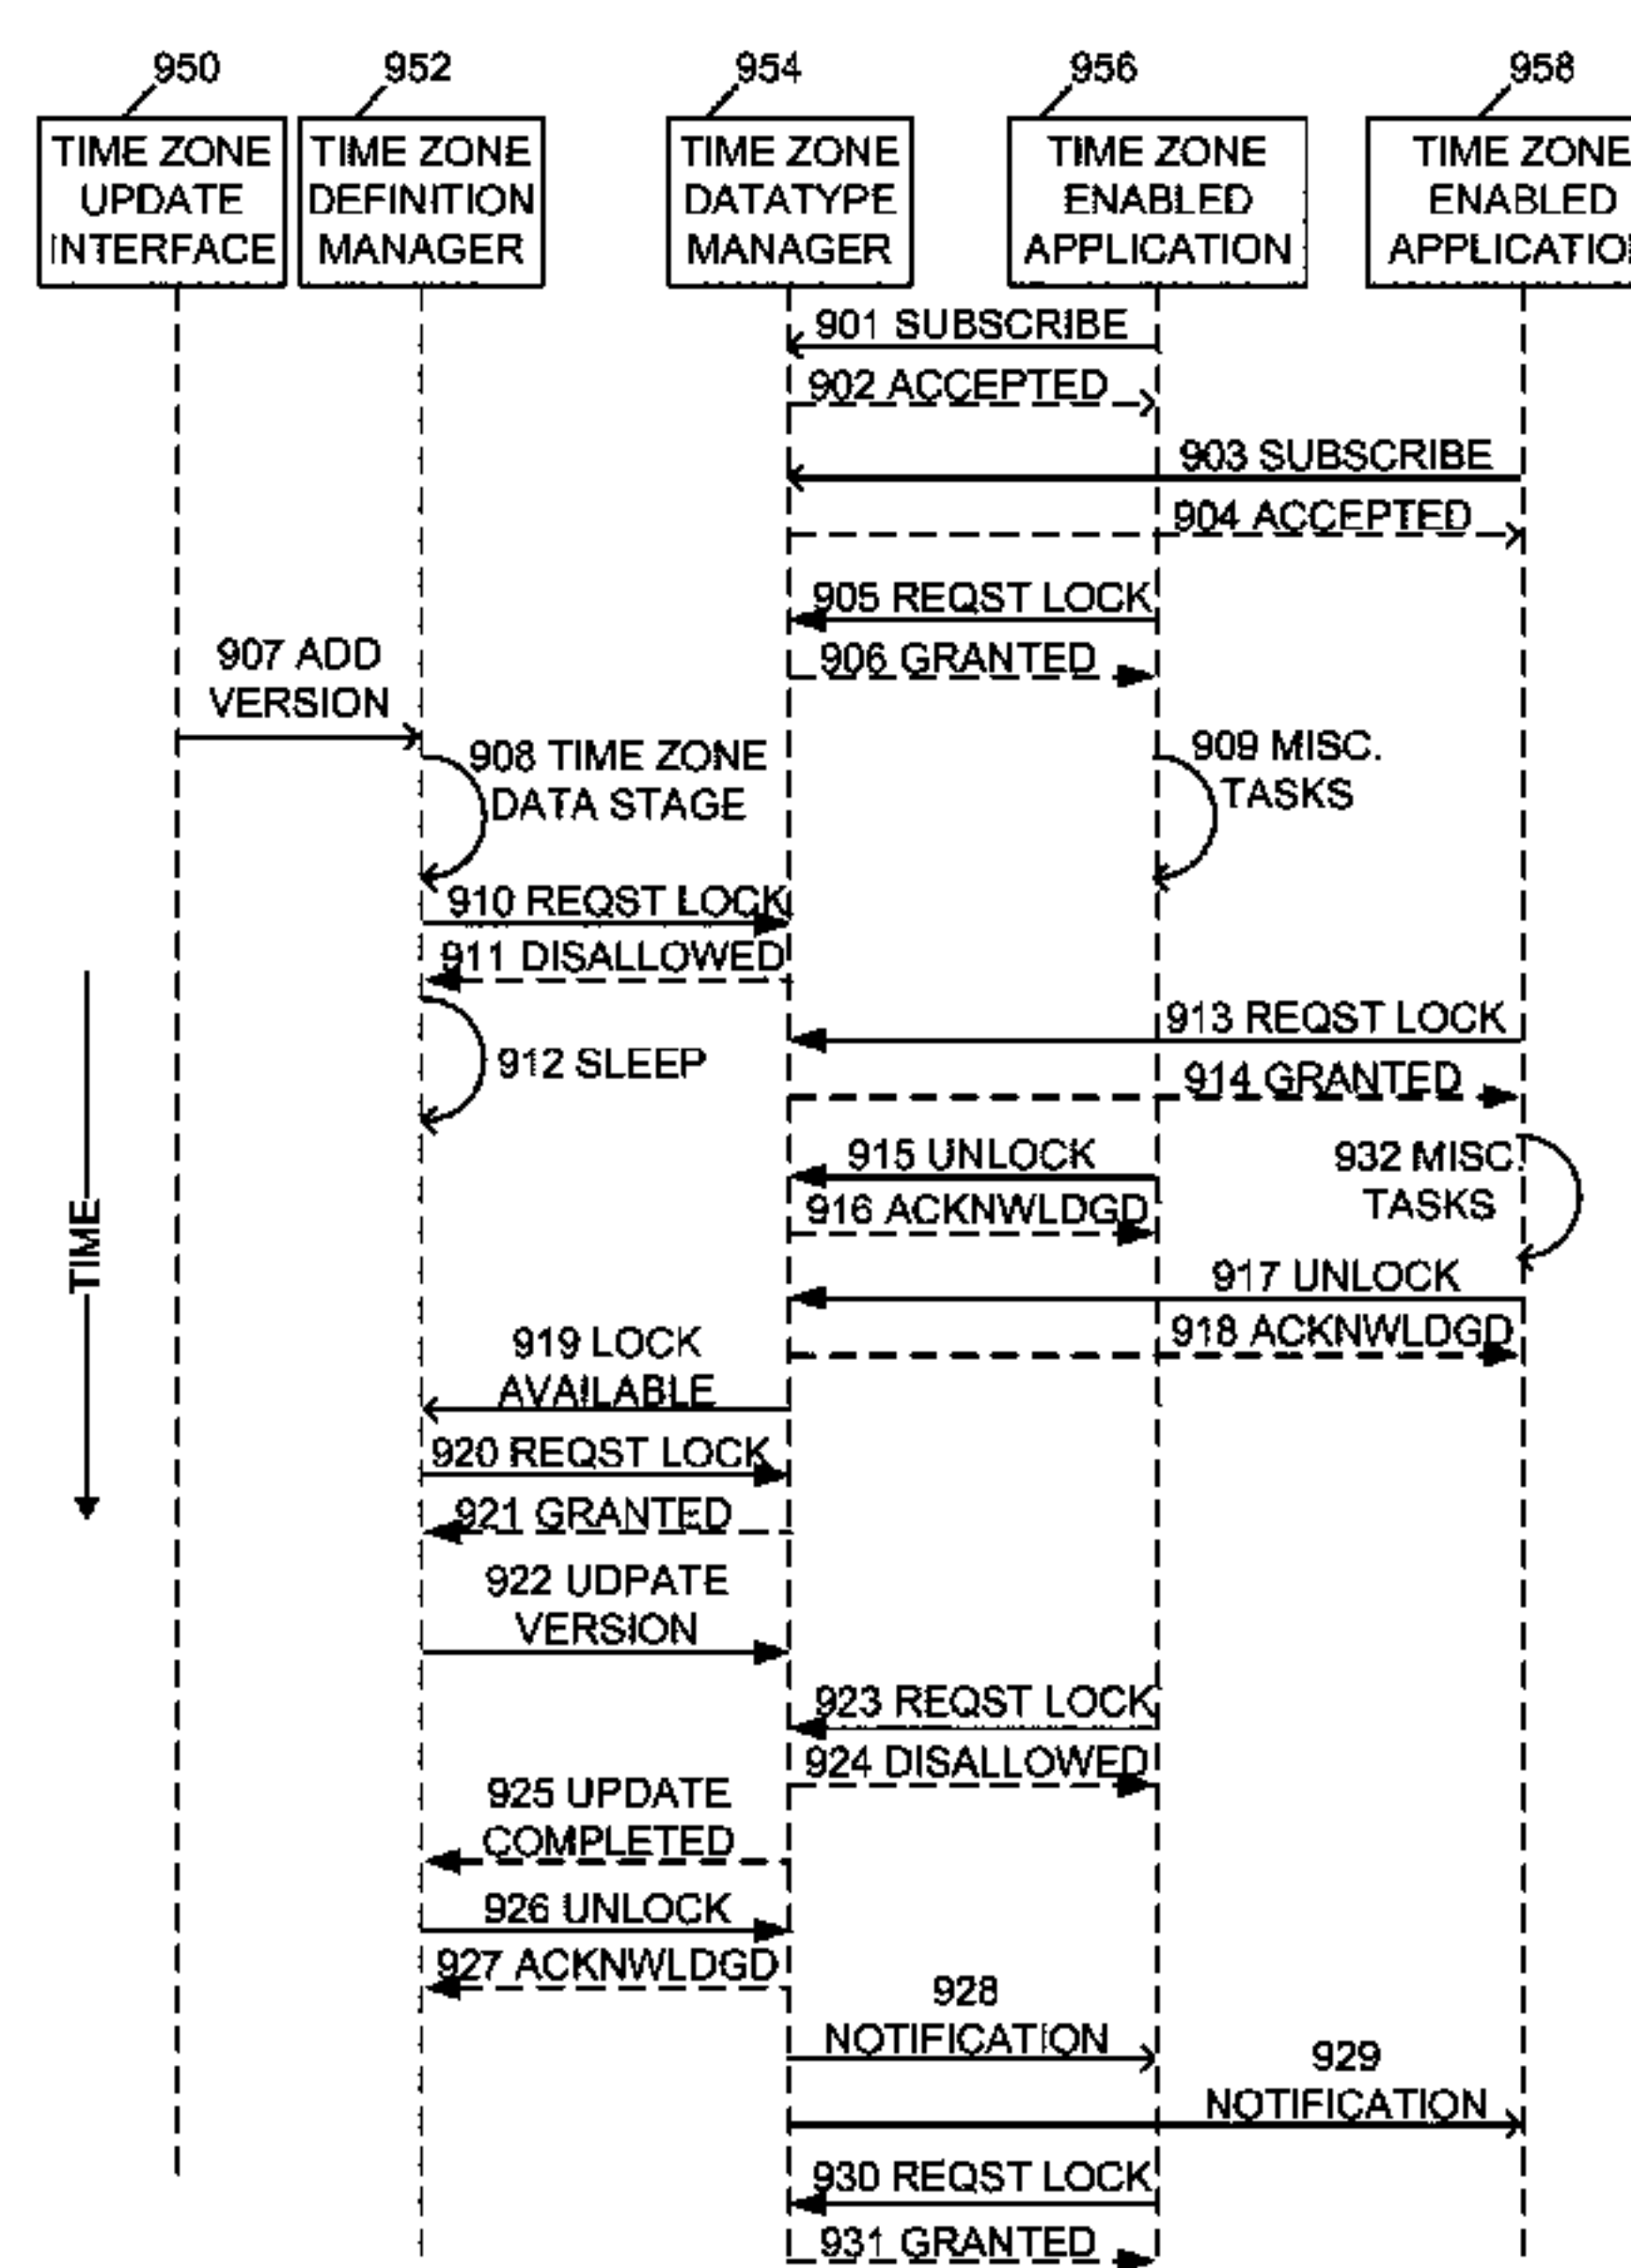 950
952
954
956
958
TIME ZONE
UPDATE
INTERFACE
TIME ZONE
DEFINITION
MANAGER
TIME ZONE
DATATYPE
MANAGER
TIME ZONE
ENABLED
APPLICATION
TIME ZONE
ENABLED
APPLICATIO
901 SUBSCRIBE
902 ACCEPTED
903 SUBSCRIBE
904 ACCEPTED
905 REQST LOCK
906 GRANTED
907 ADD
VERSION
908 TIME ZONE
DATA STAGE
909 MISC.
TASKS
910 REQST LOCK
911 DISALLOWED
912 SLEEP
913 REQST LOCK
914 GRANTED
915 UNLOCK
932 MISC.
TASKS
916 ACKNWLDGD
TIME
917 UNLOCK
918 ACKNWLDGD
919 LOCK
AVAILABLE
920 REQST LOCK
921 GRANTED
922 UDPATE
VERSION
923 REQST LOCK
924 DISALLOWED
925 UPDATE
COMPLETED
926 UNLOCK
927 ACKNWLDGD
928
NOTIFICATION
929
NOTIFICATION
930 REQST LOCK
931 GRANTED